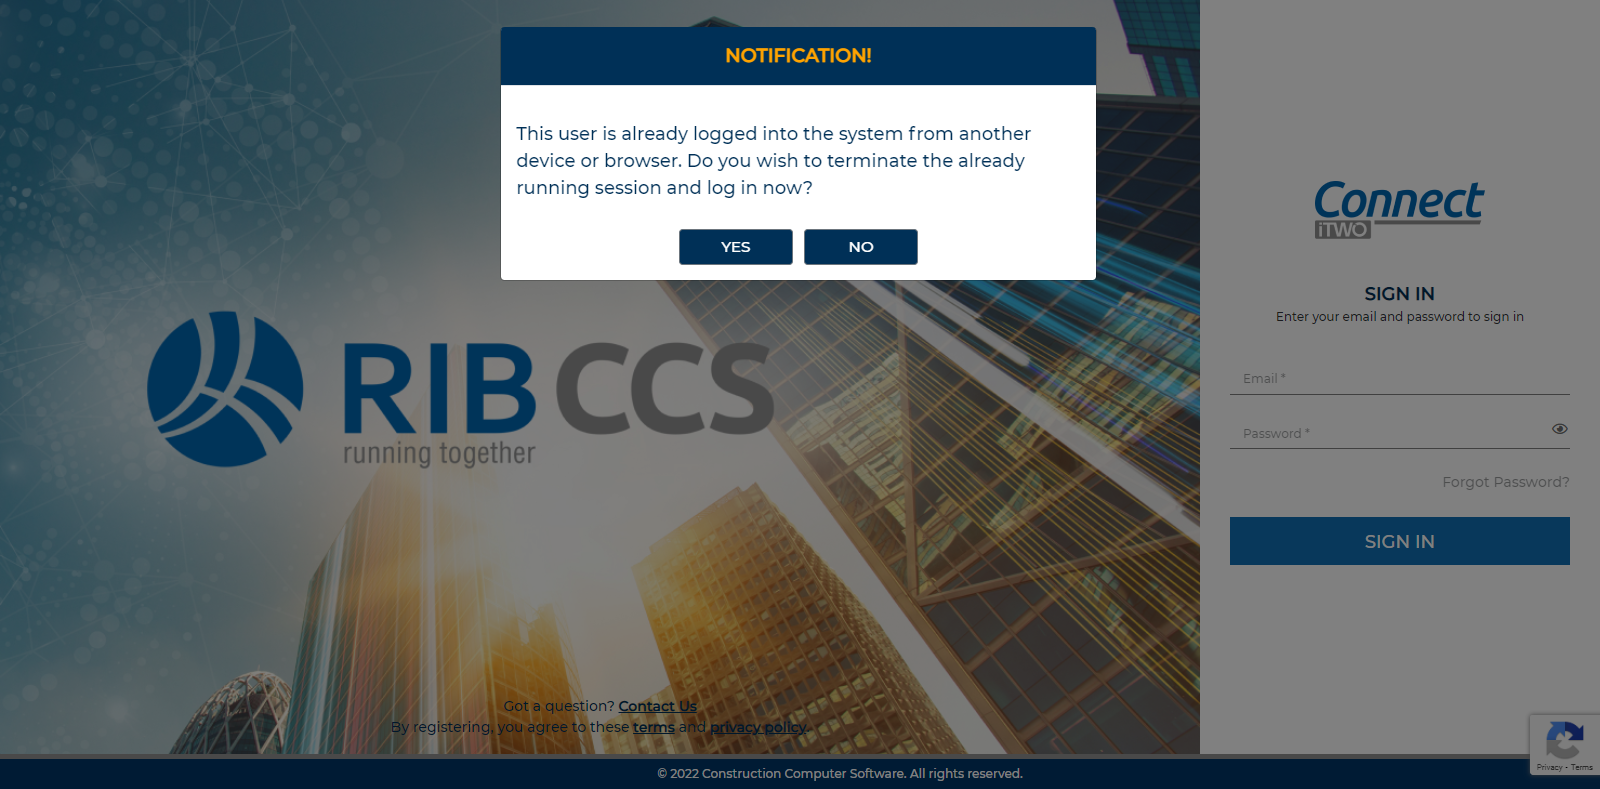 NOTIFICATION!
This user is already logged into the system from another
device or browser. Do you wish to terminate the already
running session and log in now?
YES
NO
RIB CCS
running together
Got a question? Contact Us
By registering, you agree to these terms and privacy policy.
Connect
iTWO
SIGN IN
Enter your email and password to sign in
Email *
Password *
Forgot Password?
SIGN IN
Privacy - Terms
© 2022 Construction Computer Software. All rights reserved.